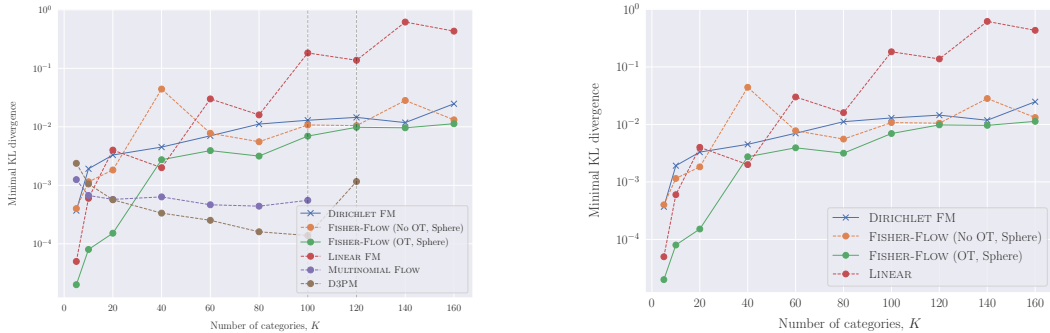 10⁰
10⁻¹
10⁻²
10⁻³
10⁻⁴
Minimal KL divergence
0 20 40 60 80 100 120 140 160
Number of categories, K
DIRICHLET FM
FISHER-FLOW (NO OT, SPHERE)
FISHER-FLOW (OT, SPHERE)
LINEAR FM
MULTINOMIAL FLOW
D3PM
10⁰
10⁻¹
10⁻²
10⁻³
10⁻⁴
Minimal KL divergence
0 20 40 60 80 100 120 140 160
Number of categories, K
DIRICHLET FM
FISHER-FLOW (NO OT, SPHERE)
FISHER-FLOW (OT, SPHERE)
LINEAR